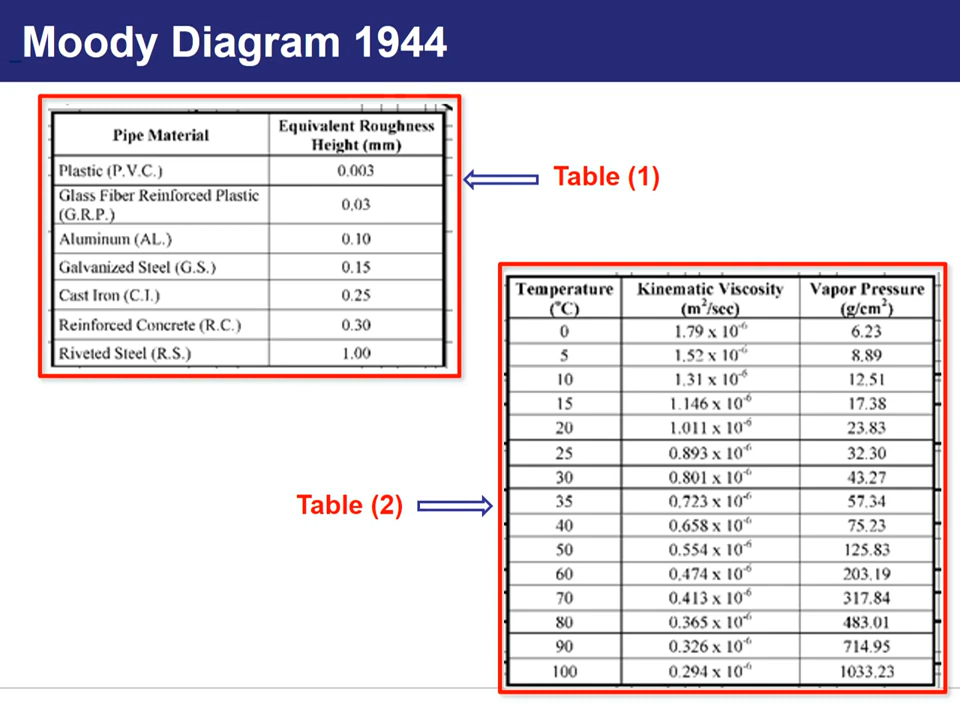 Moody Diagram 1944
Pipe Material Equivalent Roughness Height (mm)
Plastic (P.V.C.) 0.003
Glass Fiber Reinforced Plastic (G.R.P.) 0.03
Aluminum (AL.) 0.10
Galvanized Steel (G.S.) 0.15
Cast Iron (C.I.) 0.25
Reinforced Concrete (R.C.) 0.30
Riveted Steel (R.S.) 1.00
Table (1)
Table (2)
Temperature (°C) Kinematic Viscosity (m²/sec) Vapor Pressure (g/cm²)
0 1.79 x 10⁻⁶ 6.23
5 1.52 x 10⁻⁶ 8.89
10 1.31 x 10⁻⁶ 12.51
15 1.146 x 10⁻⁶ 17.38
20 1.011 x 10⁻⁶ 23.83
25 0.893 x 10⁻⁶ 32.30
30 0.801 x 10⁻⁶ 43.27
35 0.723 x 10⁻⁶ 57.34
40 0.658 x 10⁻⁶ 75.23
50 0.554 x 10⁻⁶ 125.83
60 0.474 x 10⁻⁶ 203.19
70 0.413 x 10⁻⁶ 317.84
80 0.365 x 10⁻⁶ 483.01
90 0.326 x 10⁻⁶ 714.95
100 0.294 x 10⁻⁶ 1033.23